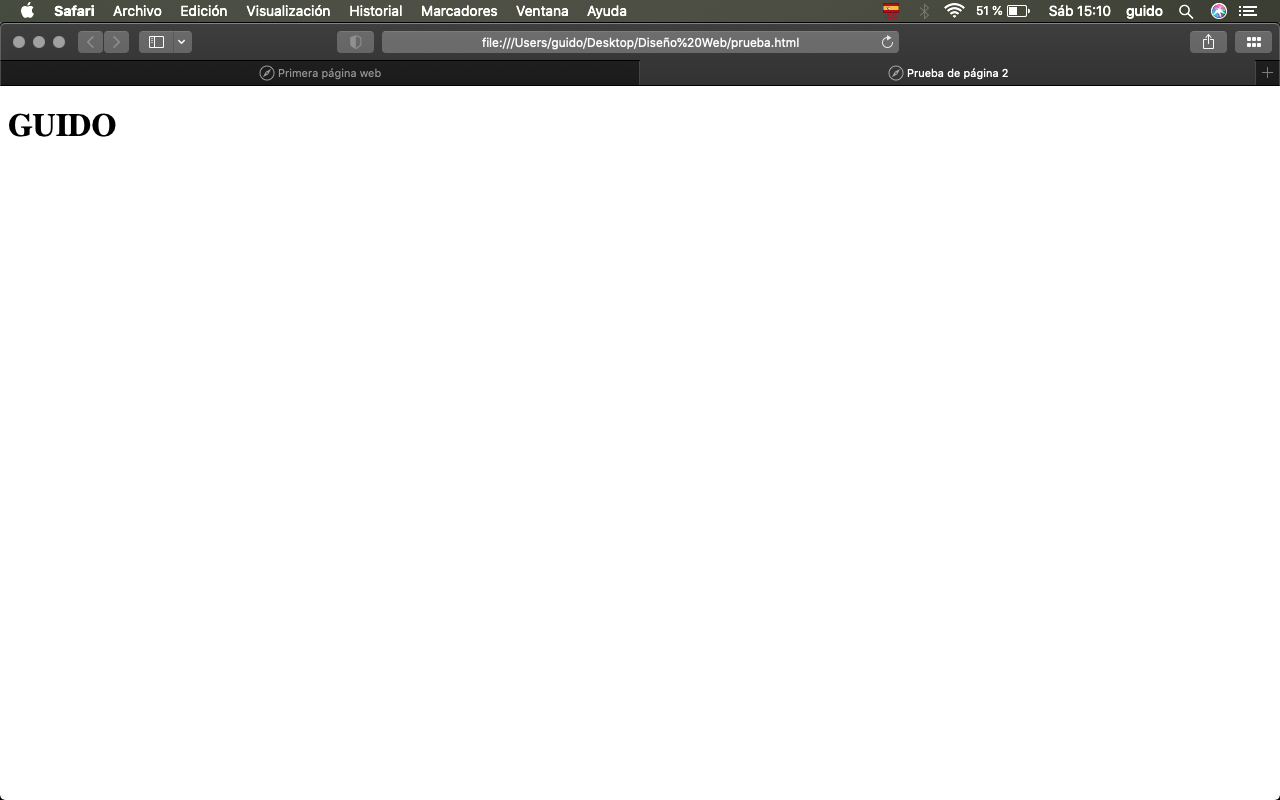 Safari Archivo Edición Visualización Historial Marcadores Ventana Ayuda 51 % Sáb 15:10 guido
file:///Users/guido/Desktop/Diseño%20Web/prueba.html
Primera página web Prueba de página 2
GUIDO